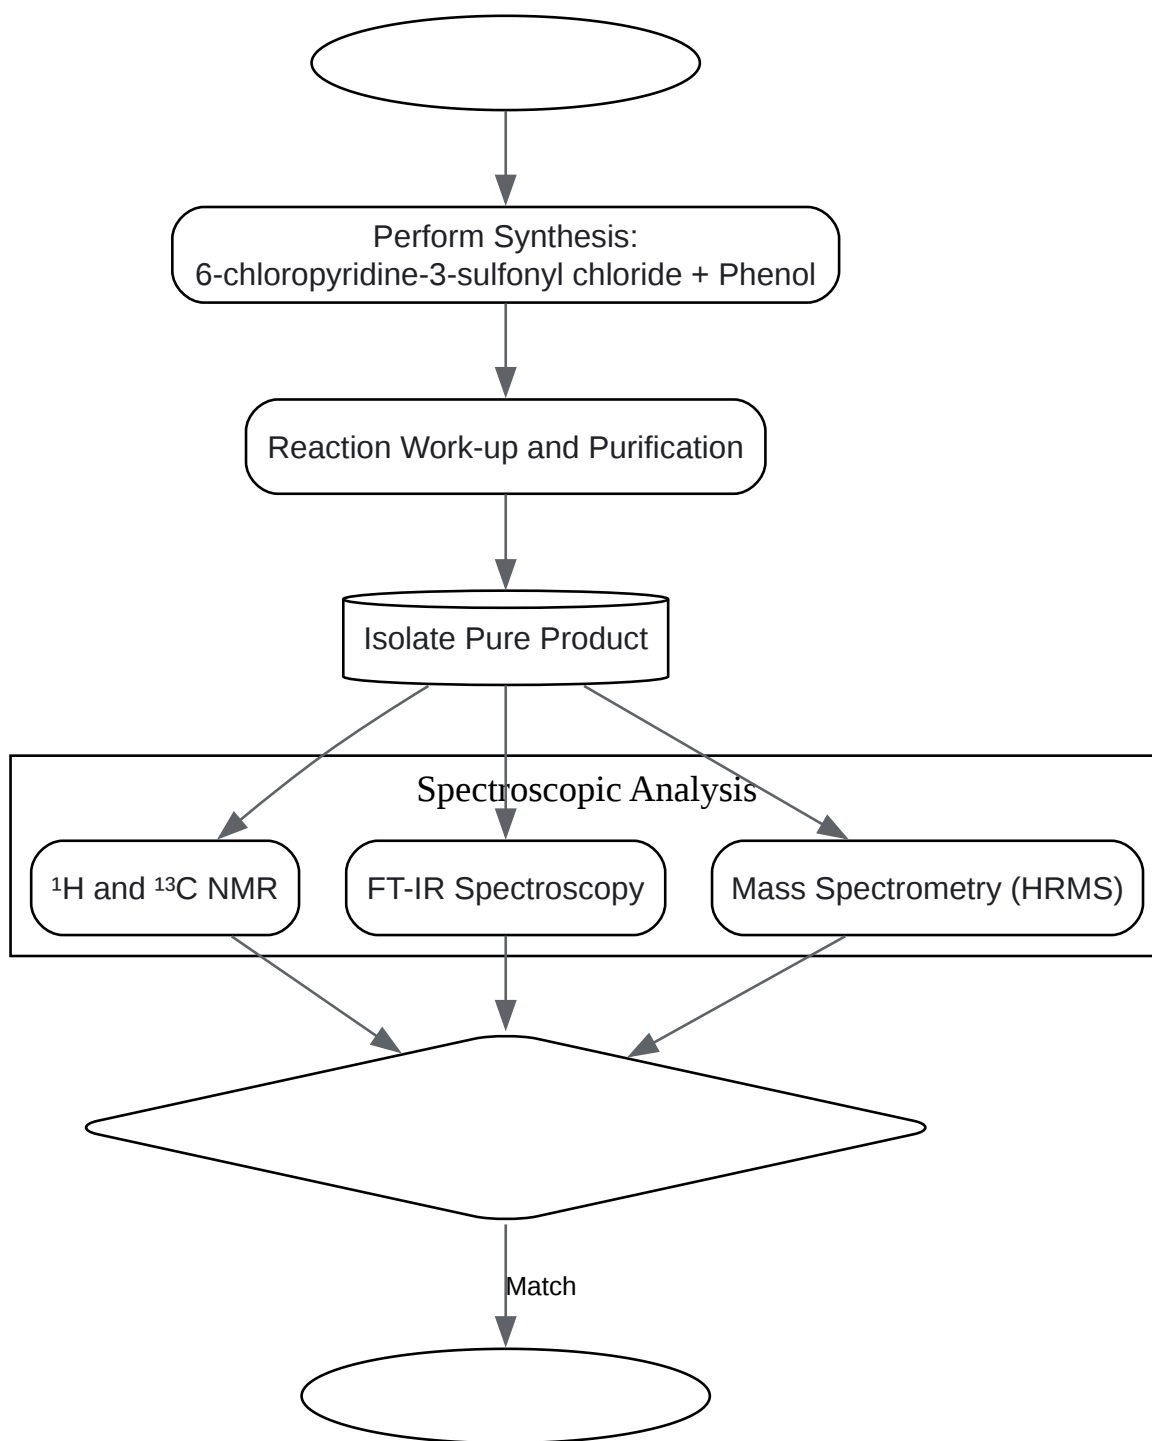 Perform Synthesis:
6-chloropyridine-3-sulfonyl chloride + Phenol
Reaction Work-up and Purification
Isolate Pure Product
Spectroscopic Analysis
¹H and ¹³C NMR
FT-IR Spectroscopy
Mass Spectrometry (HRMS)
Match